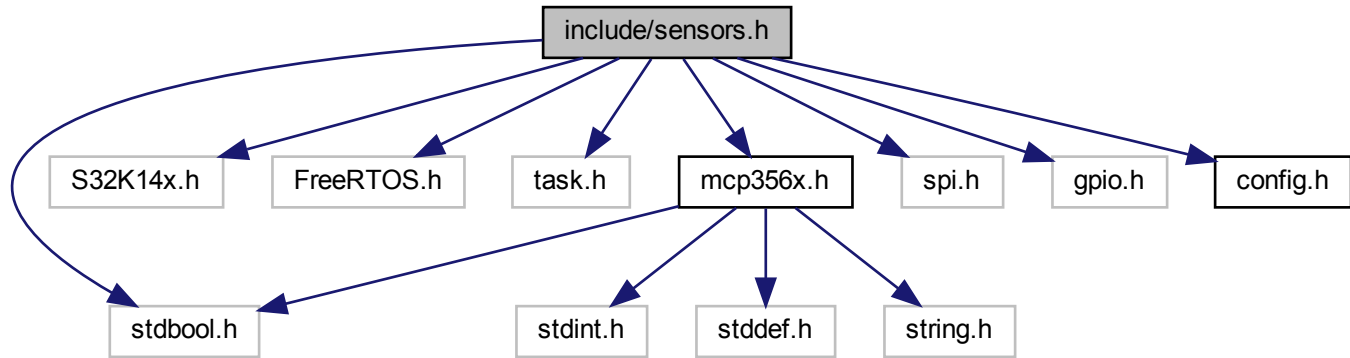 include/sensors.h
S32K14x.h
FreeRTOS.h
task.h
mcp356x.h
spi.h
gpio.h
config.h
stdbool.h
stdint.h
stddef.h
string.h